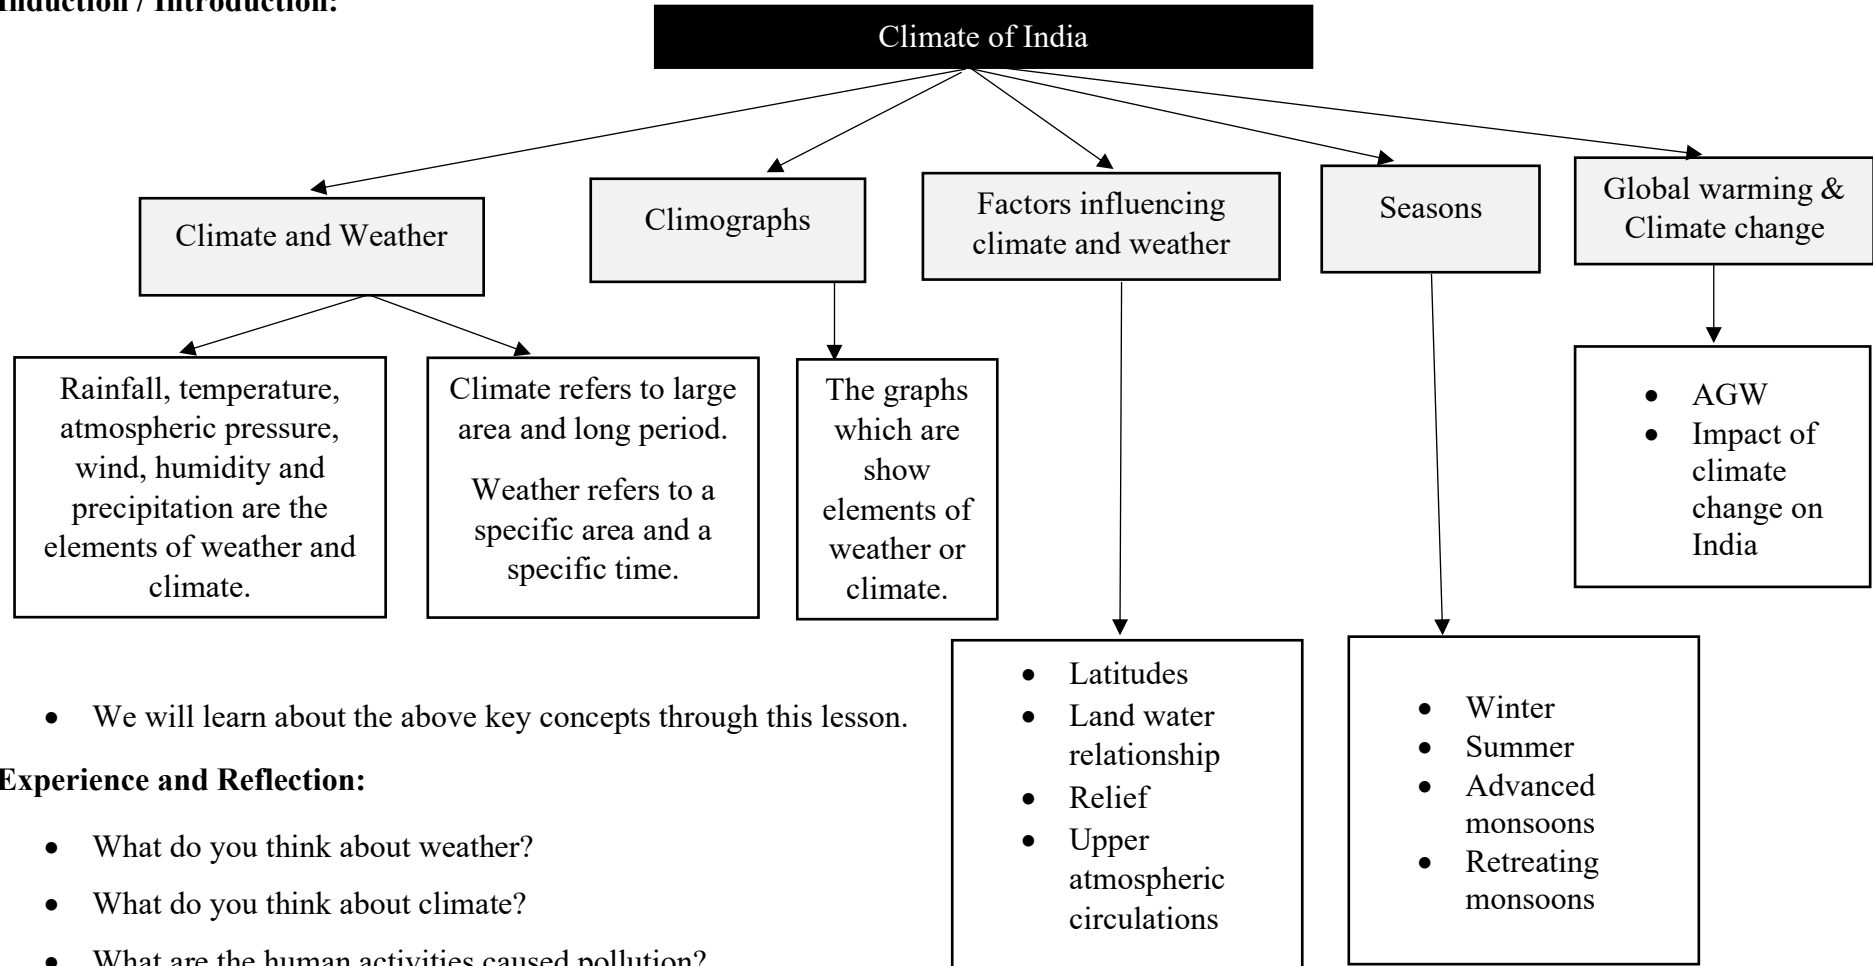 Induction / Introduction:
Climate of India
Climate and Weather
Climographs
Factors influencing
climate and weather
Seasons
Global warming &
Climate change
Rainfall, temperature,
atmospheric pressure,
wind, humidity and
precipitation are the
elements of weather and
climate.
Climate refers to large
area and long period.
Weather refers to a
specific area and a
specific time.
The graphs
which are
show
elements of
weather or
climate.
• Latitudes
• Land water
relationship
• Relief
• Upper
atmospheric
circulations
• Winter
• Summer
• Advanced
monsoons
• Retreating
monsoons
• AGW
• Impact of
climate
change on
India
• We will learn about the above key concepts through this lesson.
Experience and Reflection:
• What do you think about weather?
• What do you think about climate?
• What are the human activities caused pollution?